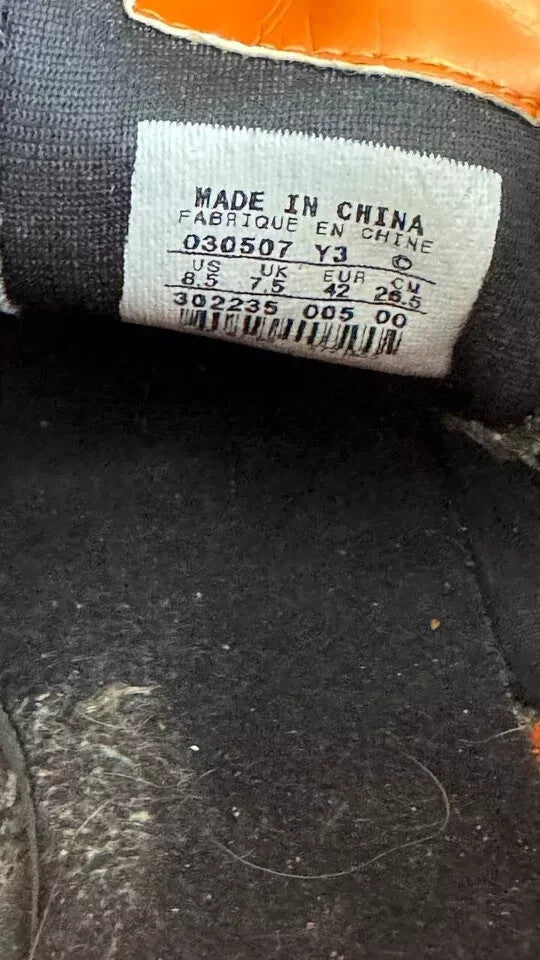 MADE IN CHINA
FABRIQUE EN CHINE
030507 Y3 ©
US UK EUR CM
8.5 7.5 42 26.5
302235 005 00